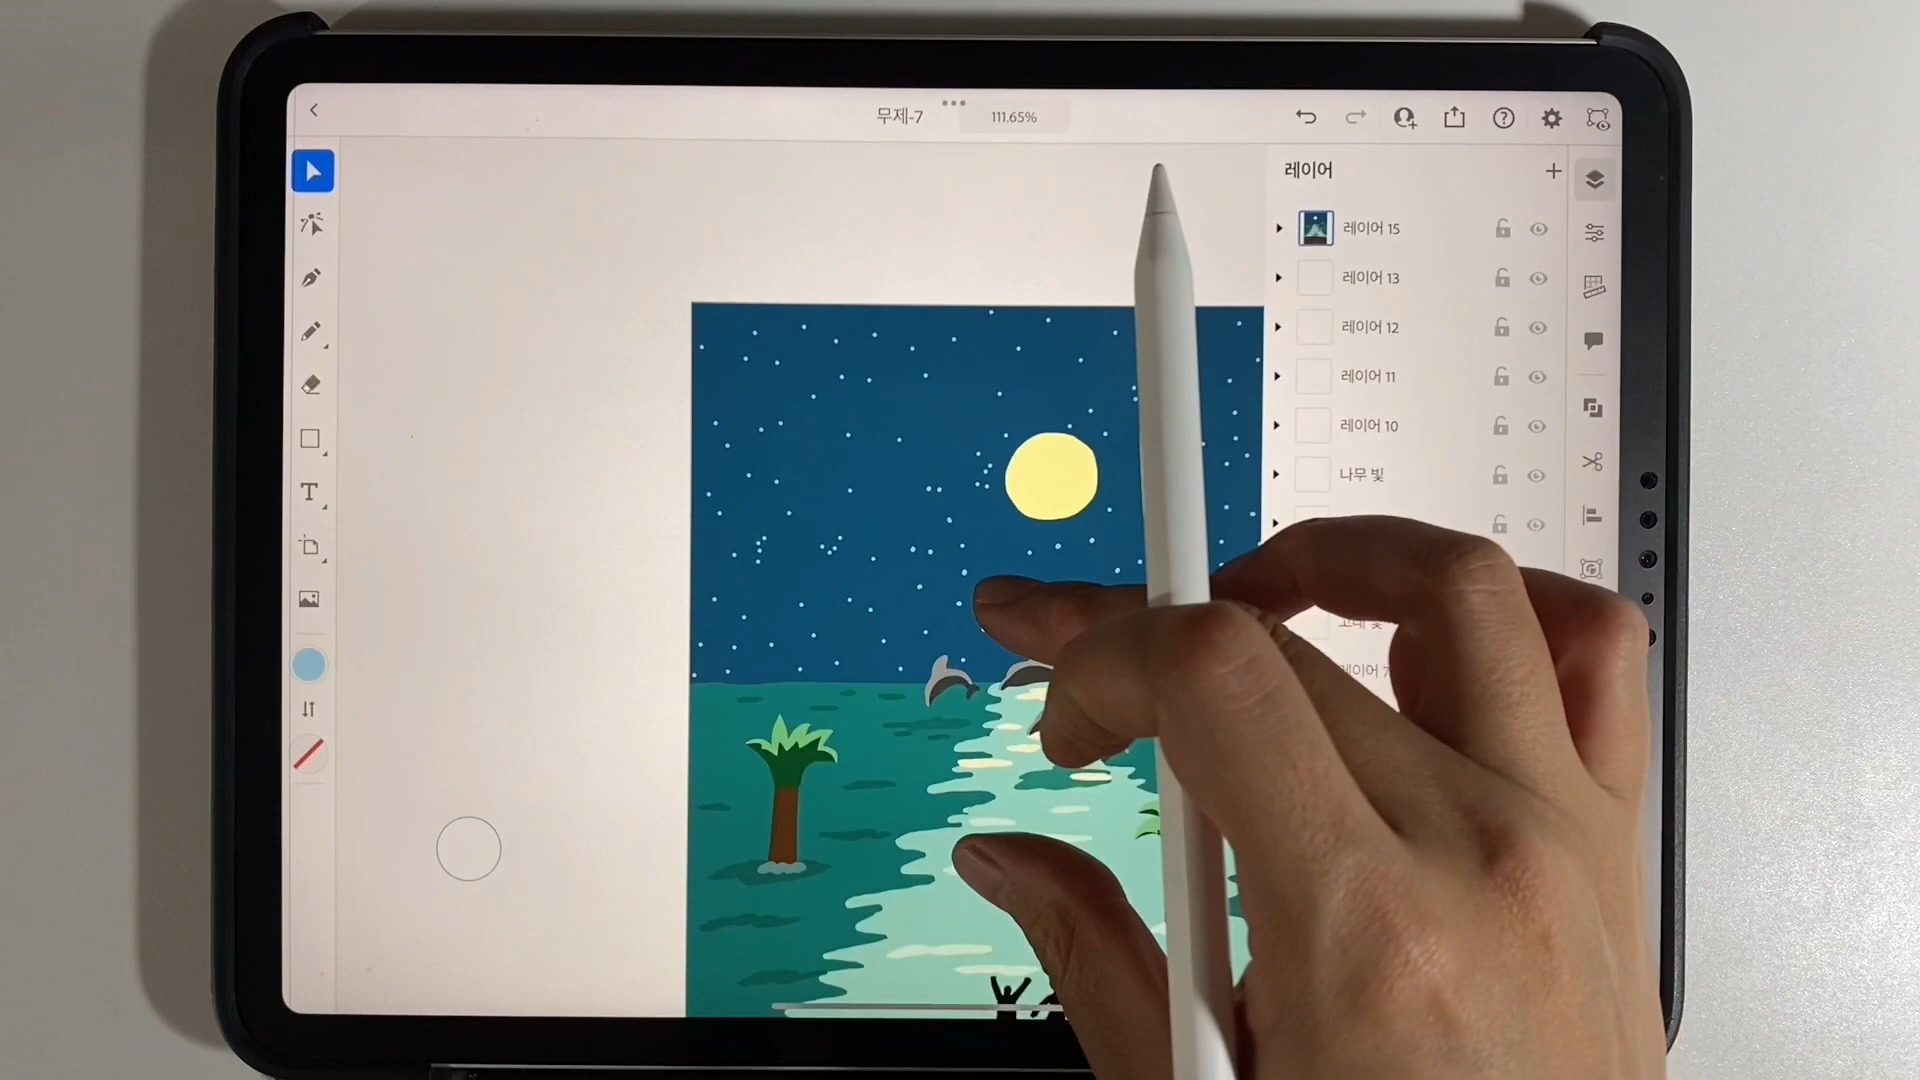 무제-7
111.65%
레이어
레이어 15
레이어 13
레이어 12
레이어 11
레이어 10
나무 빛
T